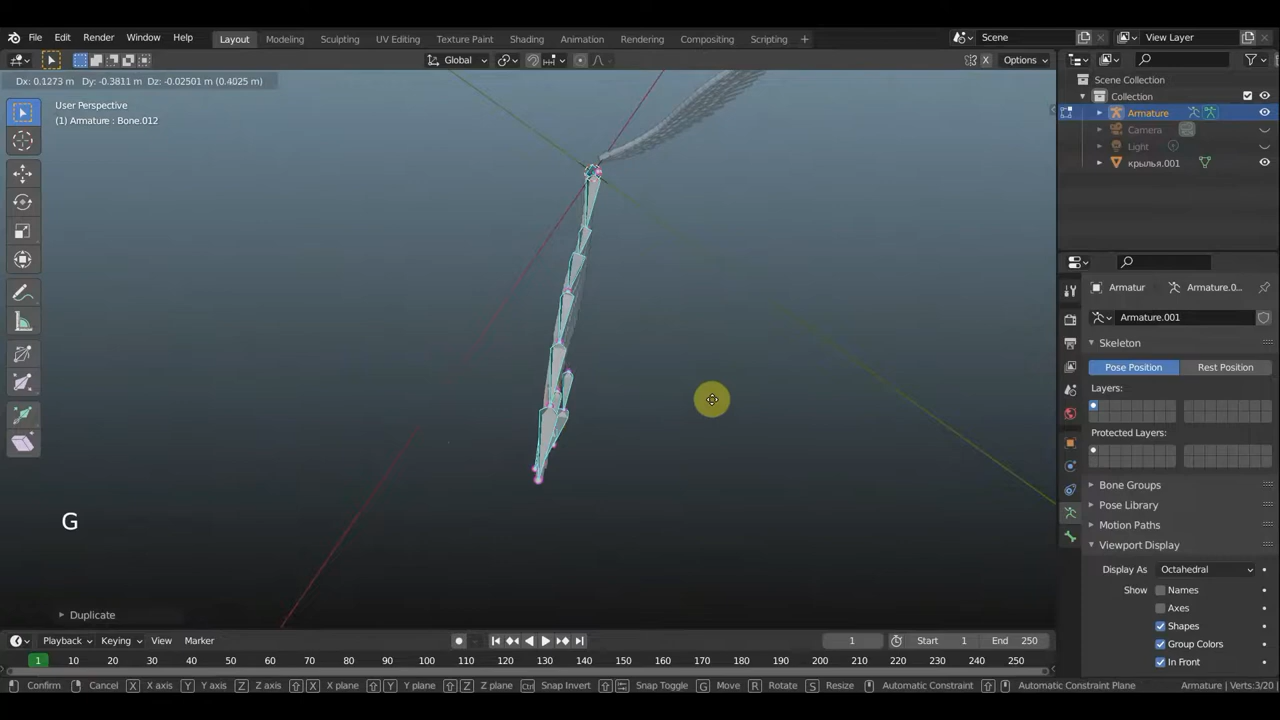 File Edit Render Window Help Layout Modeling Sculpting UV Editing Texture Paint Shading Animation Rendering Compositing Scripting + Scene View Layer
Global X Options
Dx: 0.1273 m Dy: -0.3811 m Dz: -0.02501 m (0.4025 m)
User Perspective
(1) Armature : Bone.012
Scene Collection
Collection
Armature
Camera
Light
крылья.001
Armatur Armature.0...
Armature.001
Skeleton
Pose Position Rest Position
Layers:
Protected Layers:
Bone Groups
Pose Library
Motion Paths
Viewport Display
Display As Octahedral
Show Names
Axes
Shapes
Group Colors
In Front
G
Duplicate
Playback Keying View Marker 1 Start 1 End 250
1 10 20 30 40 50 60 70 80 90 100 110 120 130 140 150 160 170 180 190 200 210 220 230 240 250
Confirm Cancel X X axis Y Y axis Z Z axis X X plane Y Y plane Z Z plane Ctrl Snap Invert Snap Toggle G Move R Rotate S Resize Automatic Constraint Automatic Constraint Plane Armature | Verts:3/20